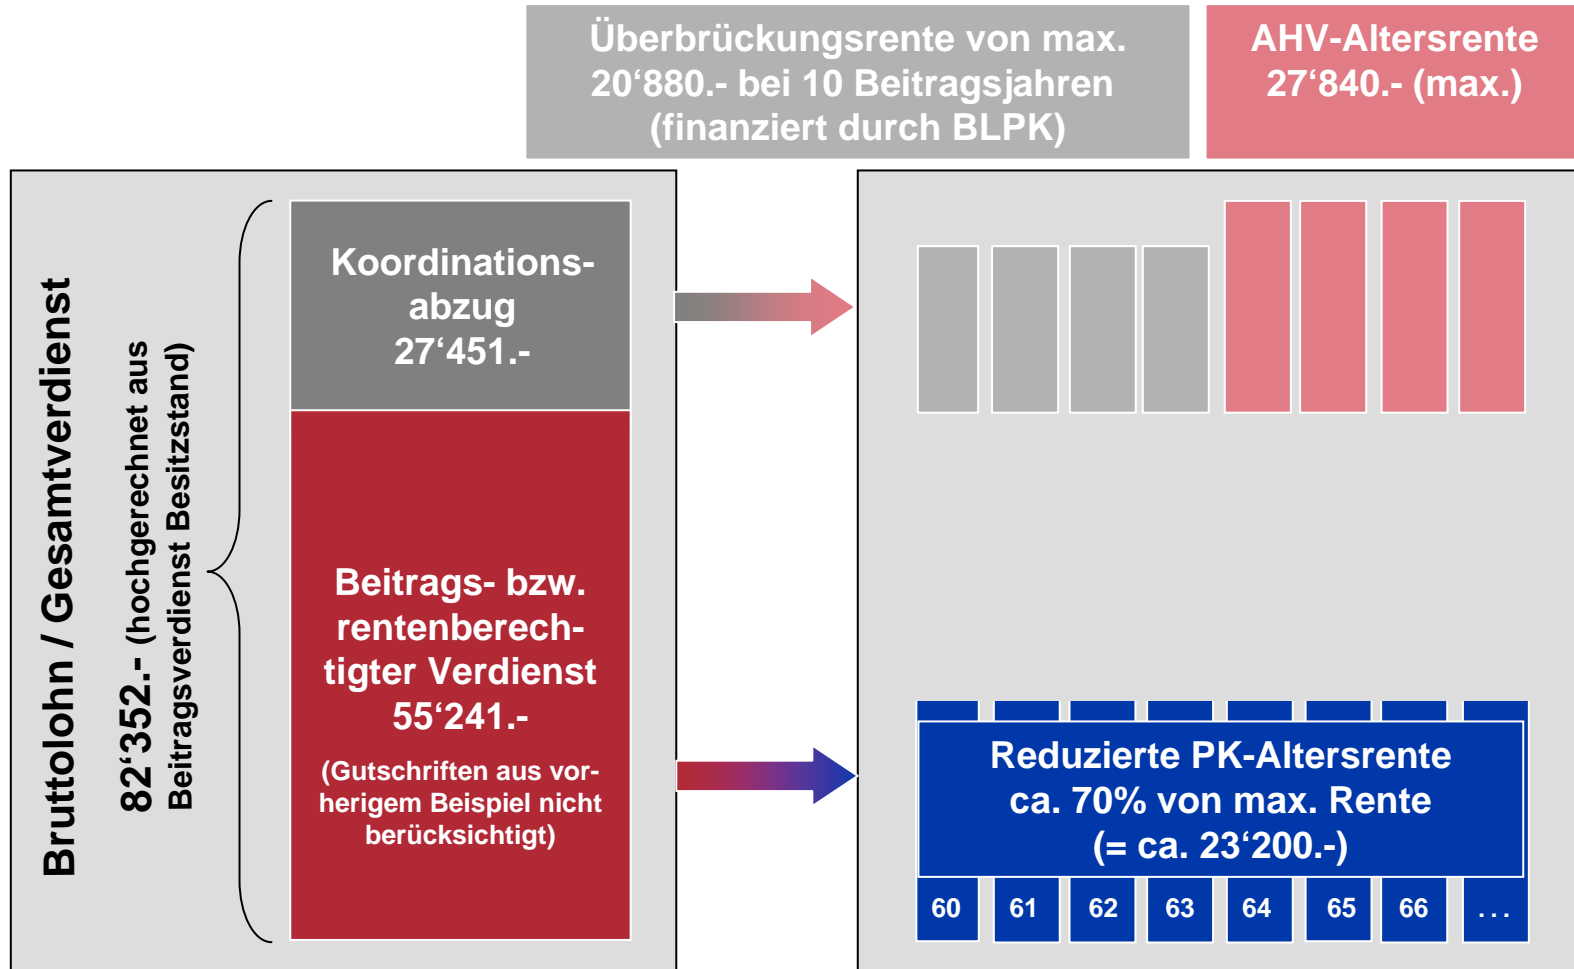 Überbrückungsrente von max.
20‘880.- bei 10 Beitragsjahren
(finanziert durch BLPK)
AHV-Altersrente
27‘840.- (max.)
Bruttolohn / Gesamtverdienst
82‘352.- (hochgerechnet aus
Beitragsverdienst Besitzstand)
Koordinations-
abzug
27‘451.-
Beitrags- bzw.
rentenberech-
tigter Verdienst
55‘241.-
(Gutschriften aus vor-
herigem Beispiel nicht
berücksichtigt)
Reduzierte PK-Altersrente
ca. 70% von max. Rente
(= ca. 23‘200.-)
60 61 62 63 64 65 66 ...